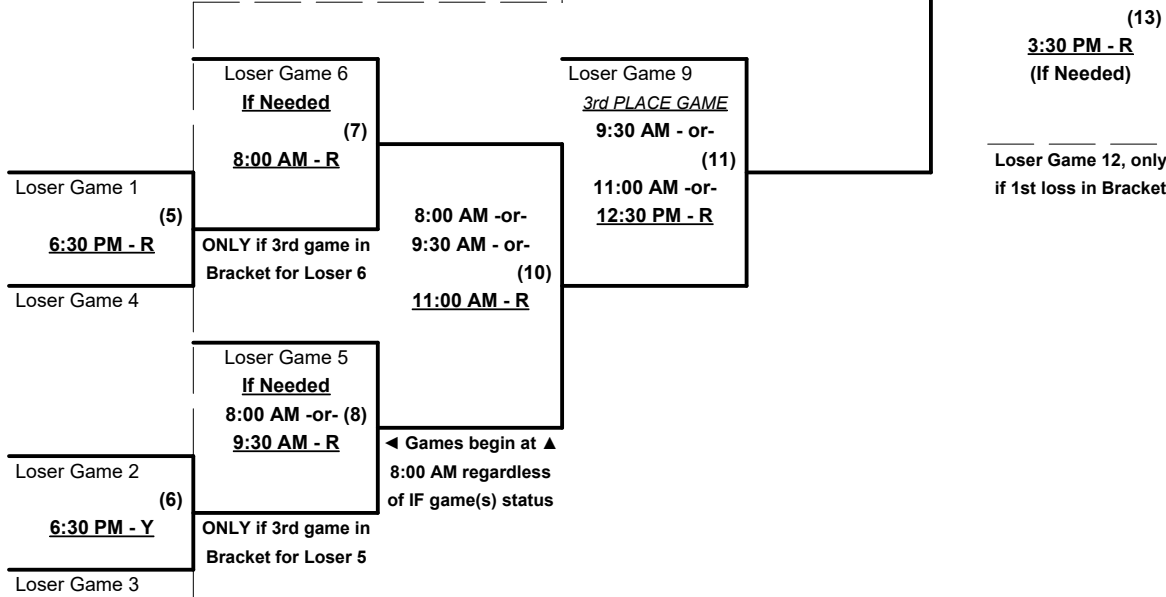 (13)
3:30 PM - R
(If Needed)
Loser Game 12, only
if 1st loss in Bracket
Loser Game 6
If Needed
(7)
8:00 AM - R
Loser Game 9
3rd PLACE GAME
9:30 AM - or-
(11)
11:00 AM -or-
12:30 PM - R
Loser Game 1
(5)
6:30 PM - R
Loser Game 4
ONLY if 3rd game in
Bracket for Loser 6
8:00 AM -or-
9:30 AM - or-
(10)
11:00 AM - R
Loser Game 5
If Needed
8:00 AM -or- (8)
9:30 AM - R
◄ Games begin at ▲
8:00 AM regardless
of IF game(s) status
Loser Game 2
(6)
6:30 PM - Y
Loser Game 3
ONLY if 3rd game in
Bracket for Loser 5